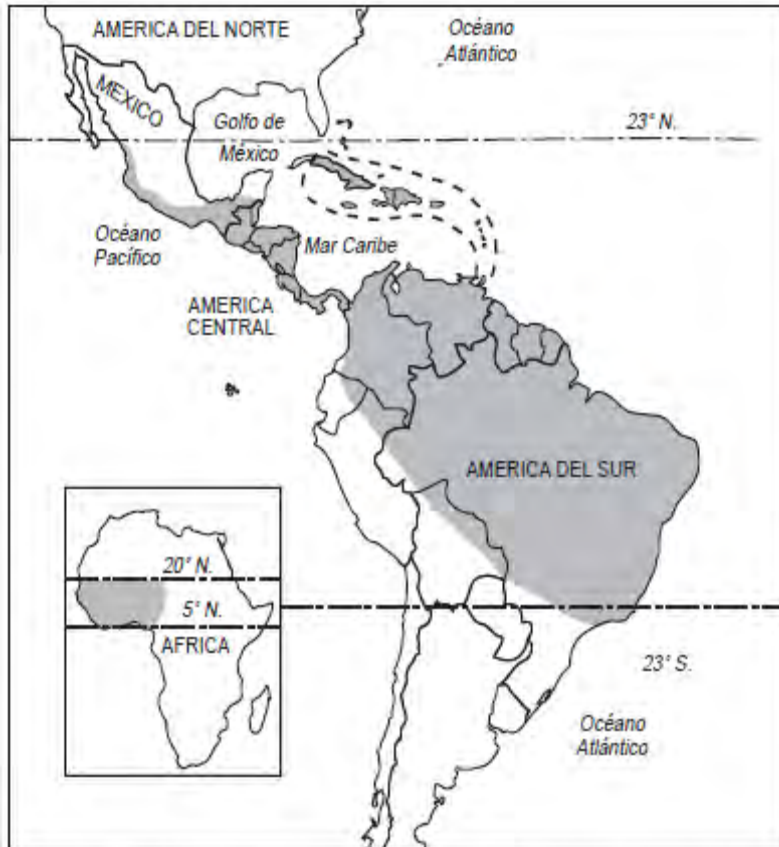 AMERICA DEL NORTE
Océano
Atlántico
MEXICO
Golfo de
México
23° N.
Océano
Pacífico
Mar Caribe
AMERICA
CENTRAL
AMERICA DEL SUR
20° N.
5° N.
AFRICA
23° S.
Océano
Atlántico